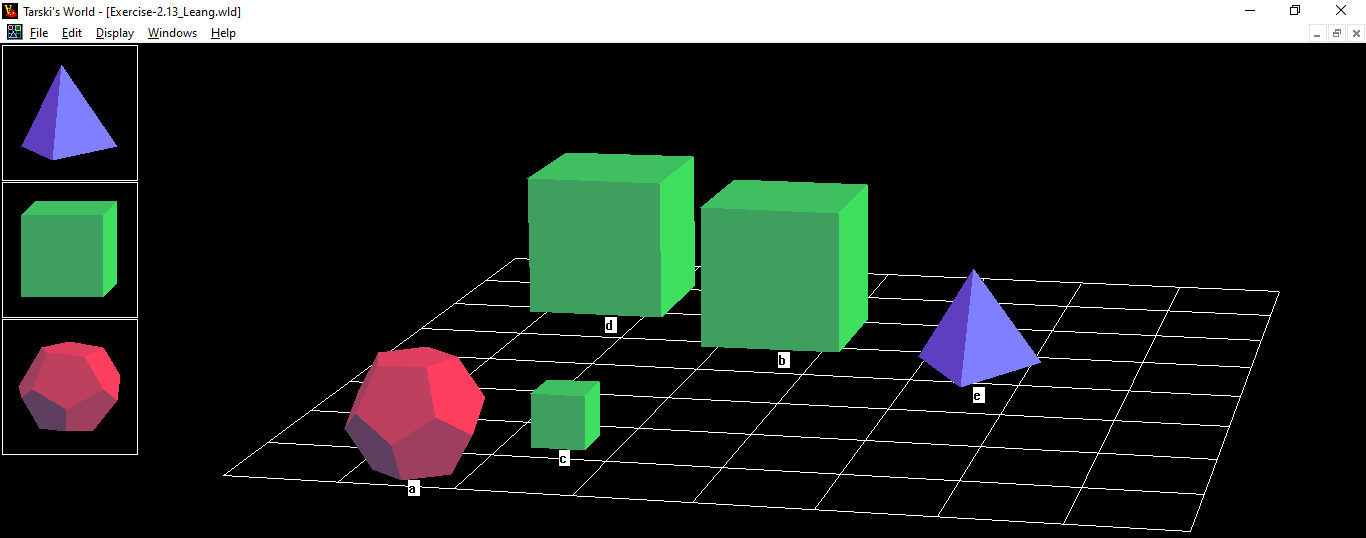 Tarski's World - [Exercise-2.13_Leang.wld]
File Edit Display Windows Help
d
b
e
c
a